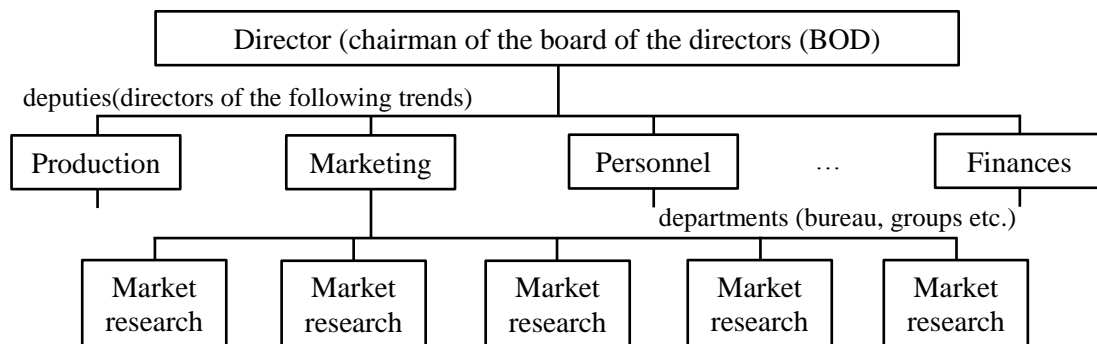 Director (chairman of the board of the directors (BOD)
deputies(directors of the following trends)
Production
Marketing
Personnel
...
Finances
departments (bureau, groups etc.)
Market
research
Market
research
Market
research
Market
research
Market
research